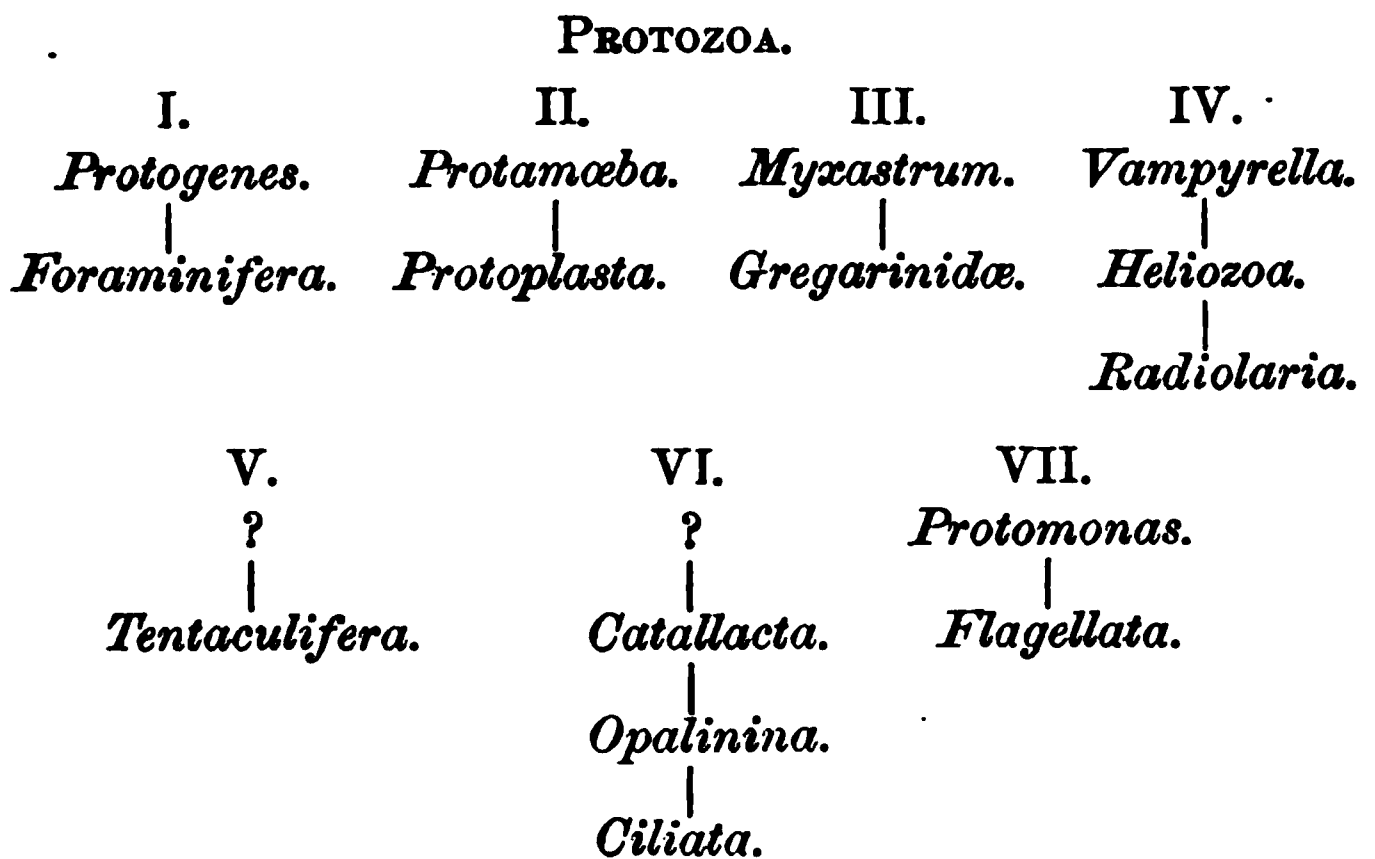 PROTOZOA.
I. II. III. IV.
Protogenes. Protamœba. Myxastrum. Vampyrella.
Foraminifera. Protoplasta. Gregarinidæ. Heliozoa.
Radiolaria.
V. VI. VII.
? ? Protomonas.
Tentaculifera. Catallacta. Flagellata.
Opalinina.
Ciliata.